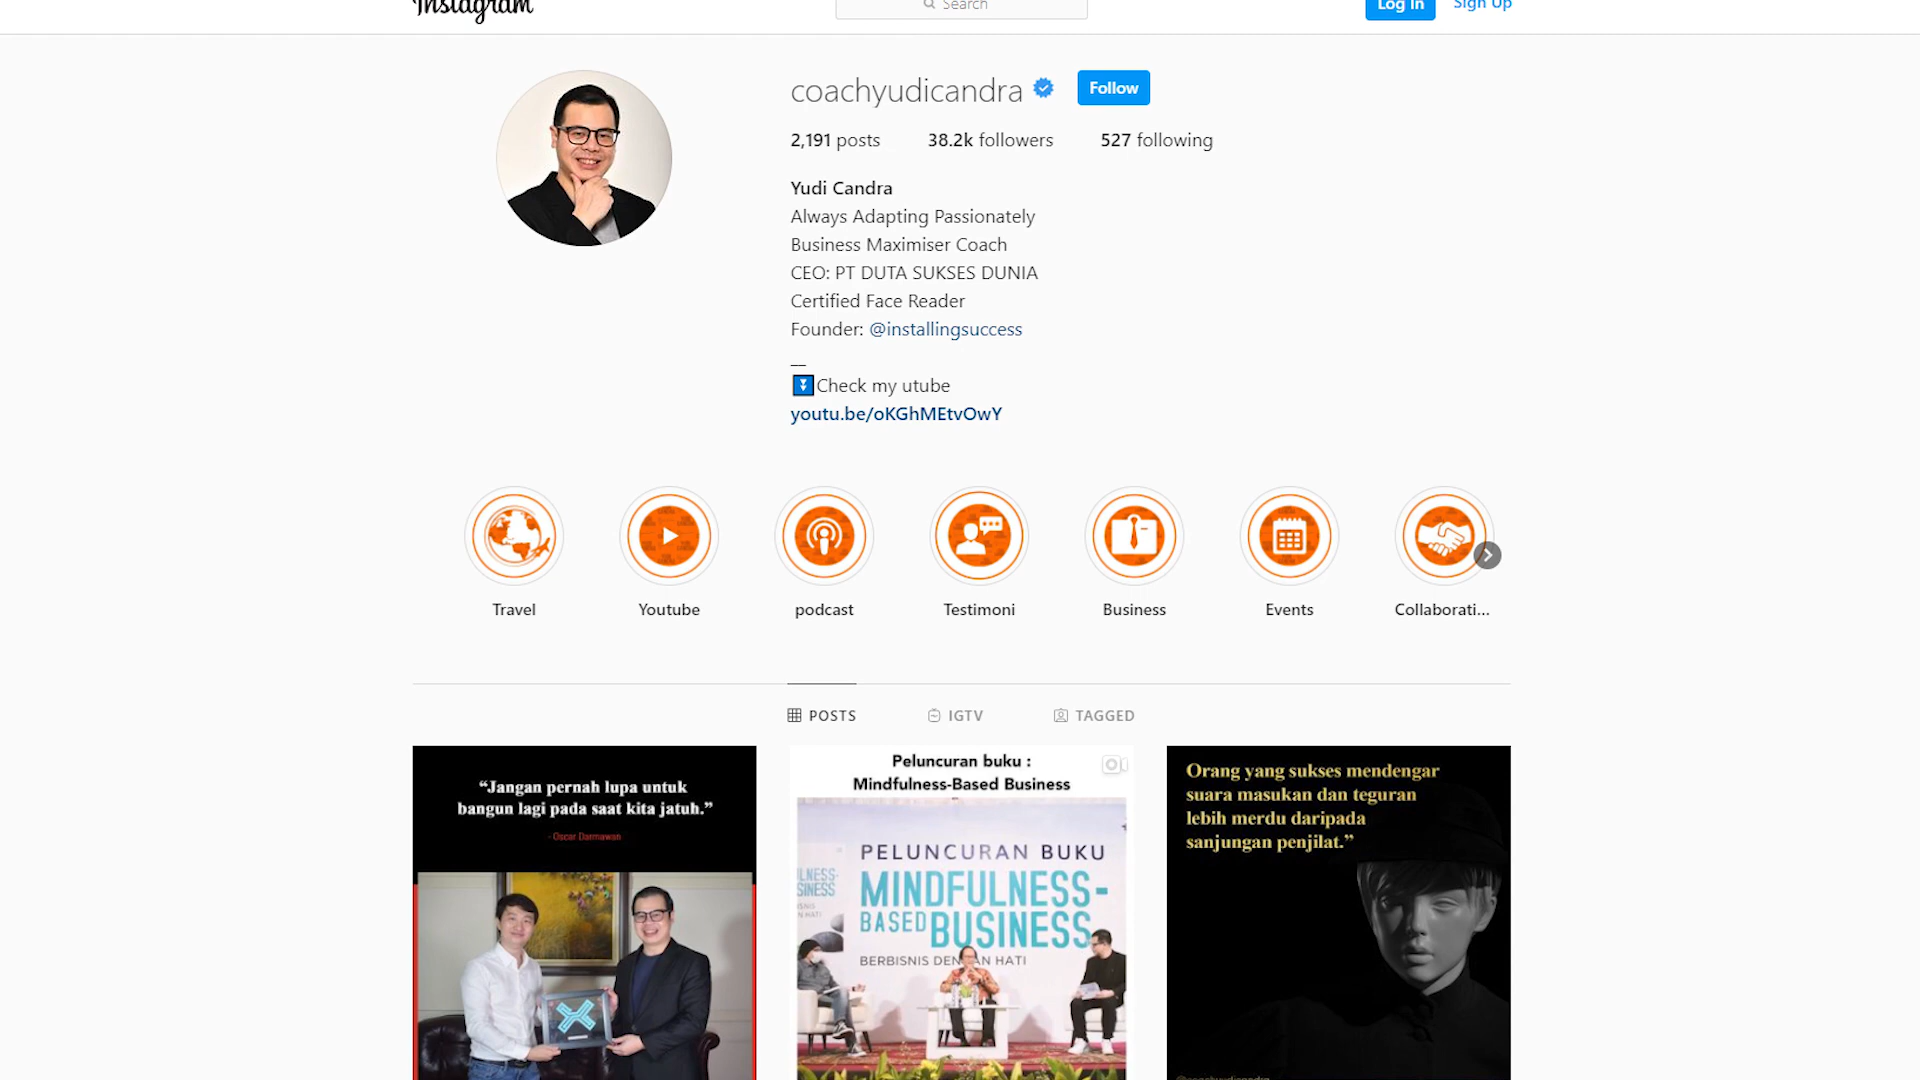 Instagram
Search
Log In
Sign Up
coachyudicandra
Follow
2,191 posts
38.2k followers
527 following
Yudi Candra
Always Adapting Passionately
Business Maximiser Coach
CEO: PT DUTA SUKSES DUNIA
Certified Face Reader
Founder: @installingsuccess
__
⏬Check my utube
youtu.be/oKGhMEtvOwY
Travel
Youtube
podcast
Testimoni
Business
Events
Collaborati...
POSTS
IGTV
TAGGED
“Jangan pernah lupa untuk
bangun lagi pada saat kita jatuh.”
- Oscar Darmawan
Peluncuran buku :
Mindfulness-Based Business
PELUNCURAN BUKU
MINDFULNESS-
BASED BUSINESS
BERBISNIS DENGAN HATI
Orang yang sukses mendengar
suara masukan dan teguran
lebih merdu daripada
sanjungan penjilat.”